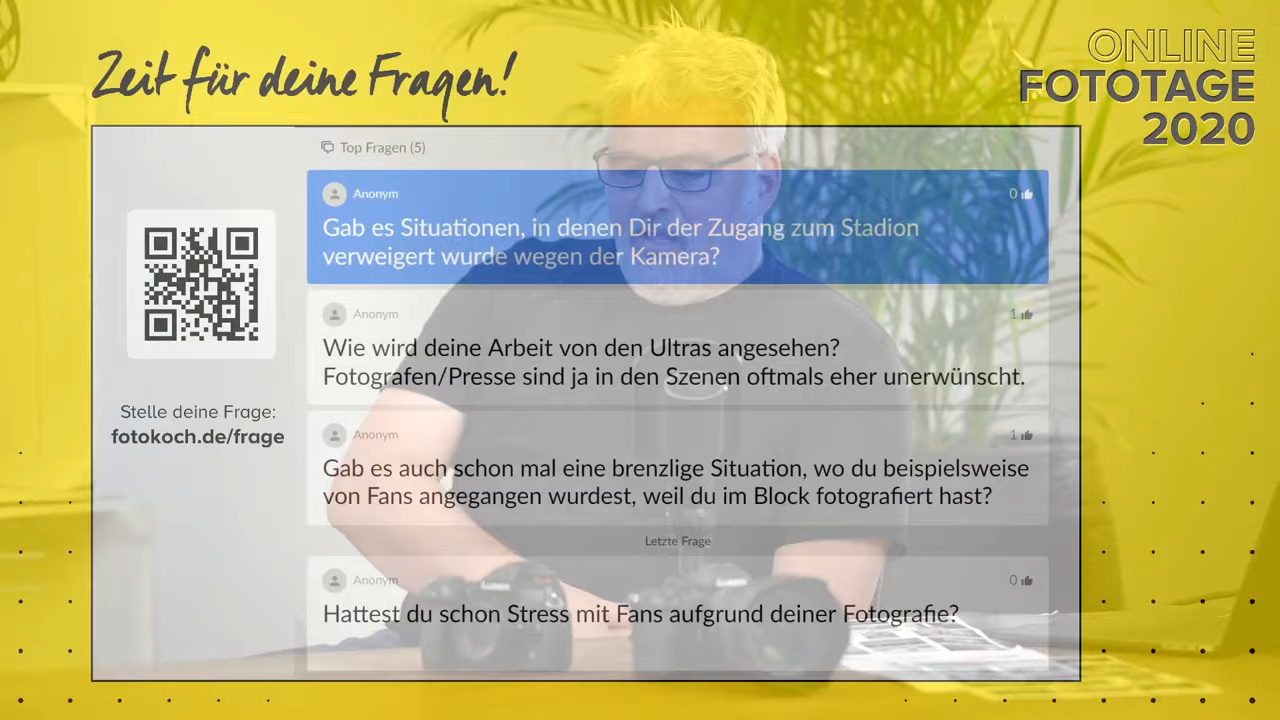 Zeit für deine Fragen!
ONLINE
FOTOTAGE
2020
Top Fragen (5)
Anonym
0
Gab es Situationen, in denen Dir der Zugang zum Stadion
verweigert wurde wegen der Kamera?
Anonym
1
Wie wird deine Arbeit von den Ultras angesehen?
Fotografen/Presse sind ja in den Szenen oftmals eher unerwünscht.
Stelle deine Frage:
fotokoch.de/frage
Anonym
1
Gab es auch schon mal eine brenzlige Situation, wo du beispielsweise
von Fans angegangen wurdest, weil du im Block fotografiert hast?
Letzte Frage
Anonym
0
Hattest du schon Stress mit Fans aufgrund deiner Fotografie?